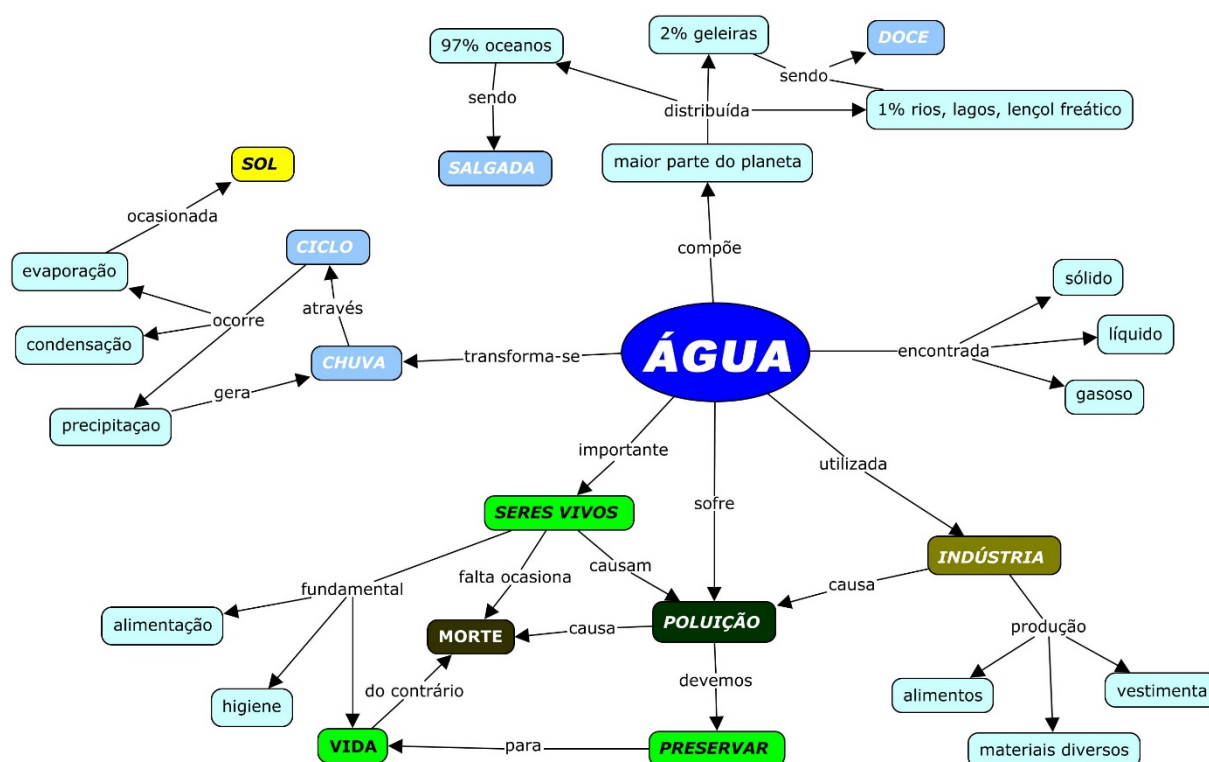 97% oceanos
2% geleiras
DOCE
sendo
sendo
1% rios, lagos, lençol freático
distribuída
SALGADA
maior parte do planeta
SOL
ocasionada
compõe
CICLO
evaporação
sólido
através
ocorre
condensação
CHUVA
transforma-se
ÁGUA
encontrada
líquido
gera
gasoso
precipitaçao
importante
utilizada
sofre
SERES VIVOS
INDÚSTRIA
fundamental
falta ocasiona
causam
causa
alimentação
MORTE
causa
POLUIÇÃO
produção
do contrário
devemos
higiene
alimentos
vestimenta
VIDA
para
PRESERVAR
materiais diversos